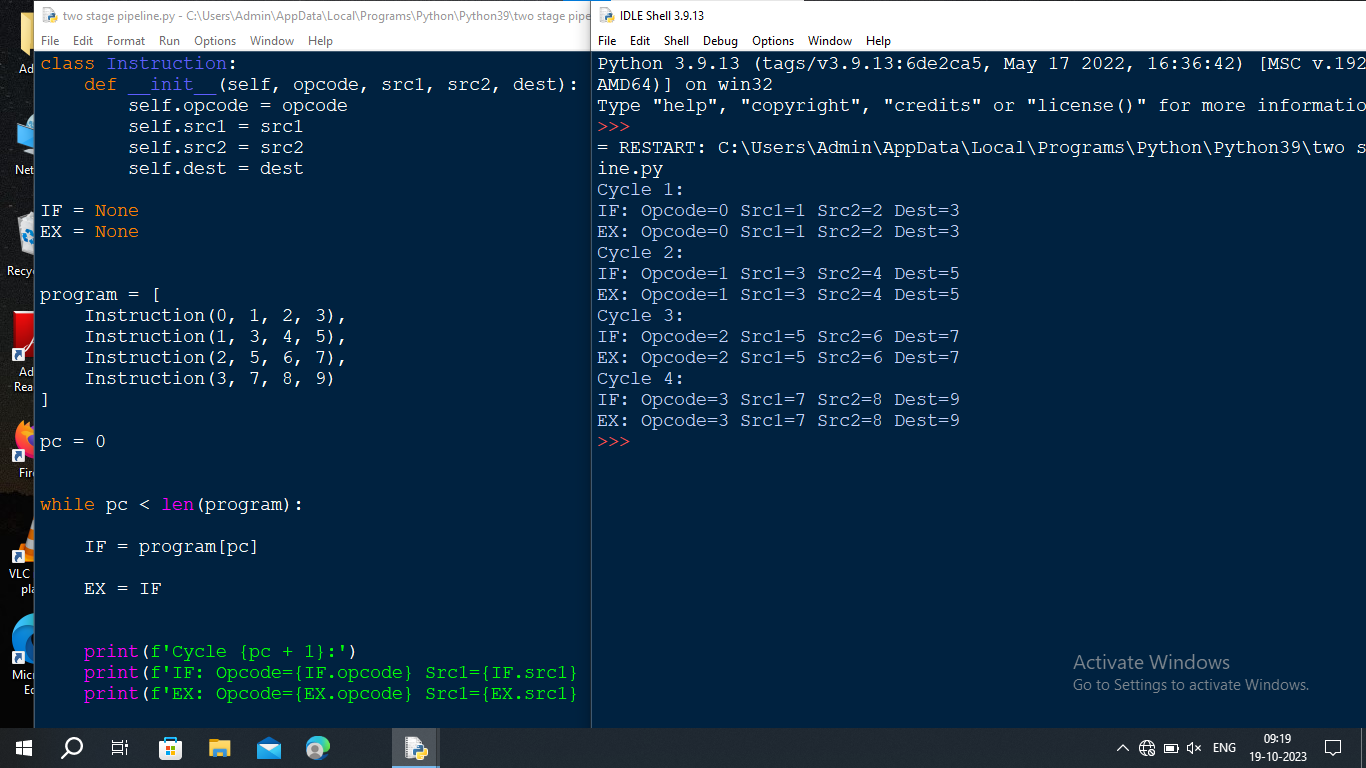 two stage pipeline.py - C:\Users\Admin\AppData\Local\Programs\Python\Python39\two stage pipe
File Edit Format Run Options Window Help
class Instruction:
    def __init__(self, opcode, src1, src2, dest):
        self.opcode = opcode
        self.src1 = src1
        self.src2 = src2
        self.dest = dest
IF = None
EX = None
program = [
    Instruction(0, 1, 2, 3),
    Instruction(1, 3, 4, 5),
    Instruction(2, 5, 6, 7),
    Instruction(3, 7, 8, 9)
]
pc = 0
while pc < len(program):
    IF = program[pc]
    EX = IF
    print(f'Cycle {pc + 1}:')
    print(f'IF: Opcode={IF.opcode} Src1={IF.src1}
    print(f'EX: Opcode={EX.opcode} Src1={EX.src1}
IDLE Shell 3.9.13
File Edit Shell Debug Options Window Help
Python 3.9.13 (tags/v3.9.13:6de2ca5, May 17 2022, 16:36:42) [MSC v.192
AMD64)] on win32
Type "help", "copyright", "credits" or "license()" for more informatio
>>>
= RESTART: C:\Users\Admin\AppData\Local\Programs\Python\Python39\two s
ine.py
Cycle 1:
IF: Opcode=0 Src1=1 Src2=2 Dest=3
EX: Opcode=0 Src1=1 Src2=2 Dest=3
Cycle 2:
IF: Opcode=1 Src1=3 Src2=4 Dest=5
EX: Opcode=1 Src1=3 Src2=4 Dest=5
Cycle 3:
IF: Opcode=2 Src1=5 Src2=6 Dest=7
EX: Opcode=2 Src1=5 Src2=6 Dest=7
Cycle 4:
IF: Opcode=3 Src1=7 Src2=8 Dest=9
EX: Opcode=3 Src1=7 Src2=8 Dest=9
>>>
Activate Windows
Go to Settings to activate Windows.
Ad
Net
Recy
Ad
Rea
Fire
VLC
pla
Micr
Ed
ENG
09:19
19-10-2023